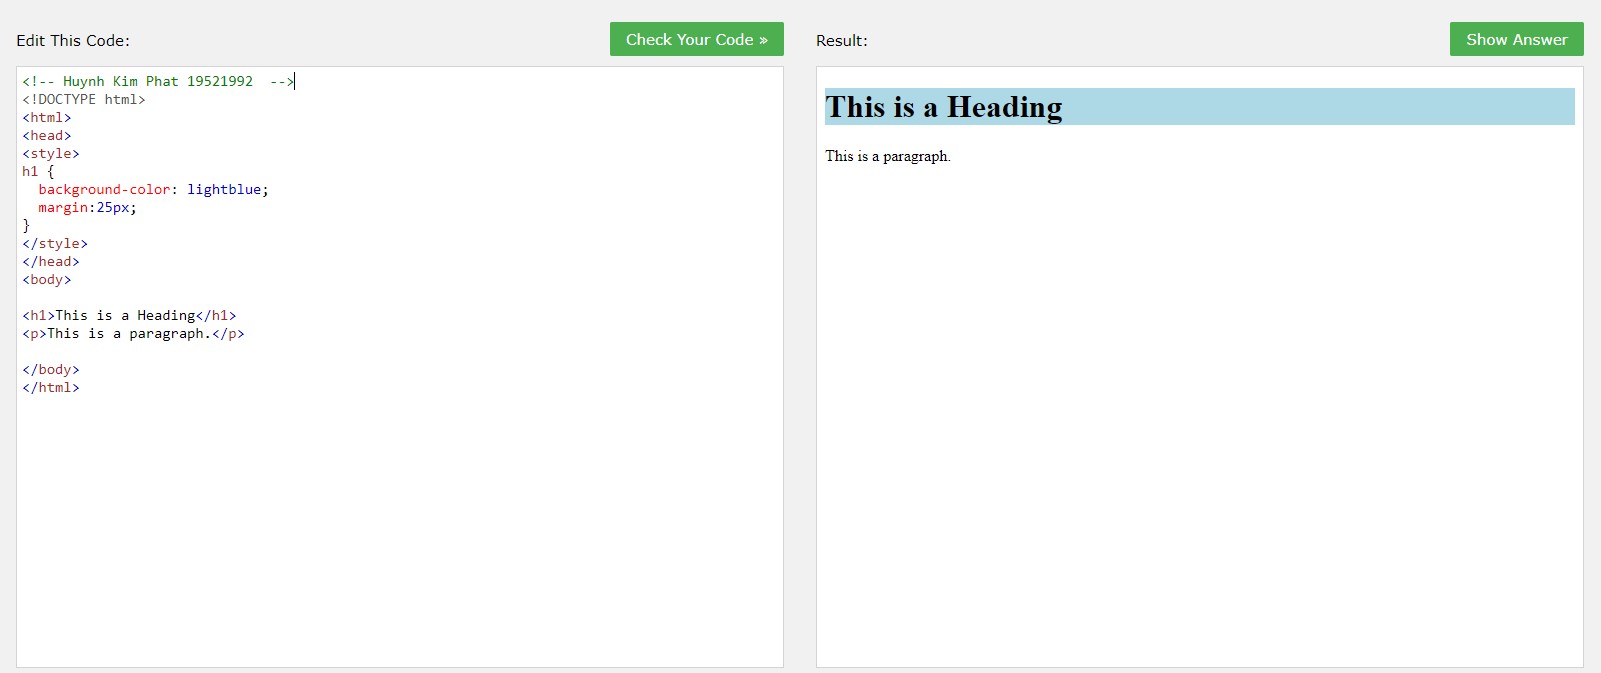 Edit This Code:
Check Your Code »
<!-- Huynh Kim Phat 19521992  -->
<!DOCTYPE html>
<html>
<head>
<style>
h1 {
  background-color: lightblue;
  margin:25px;
}
</style>
</head>
<body>
<h1>This is a Heading</h1>
<p>This is a paragraph.</p>
</body>
</html>
Result:
Show Answer
This is a Heading
This is a paragraph.